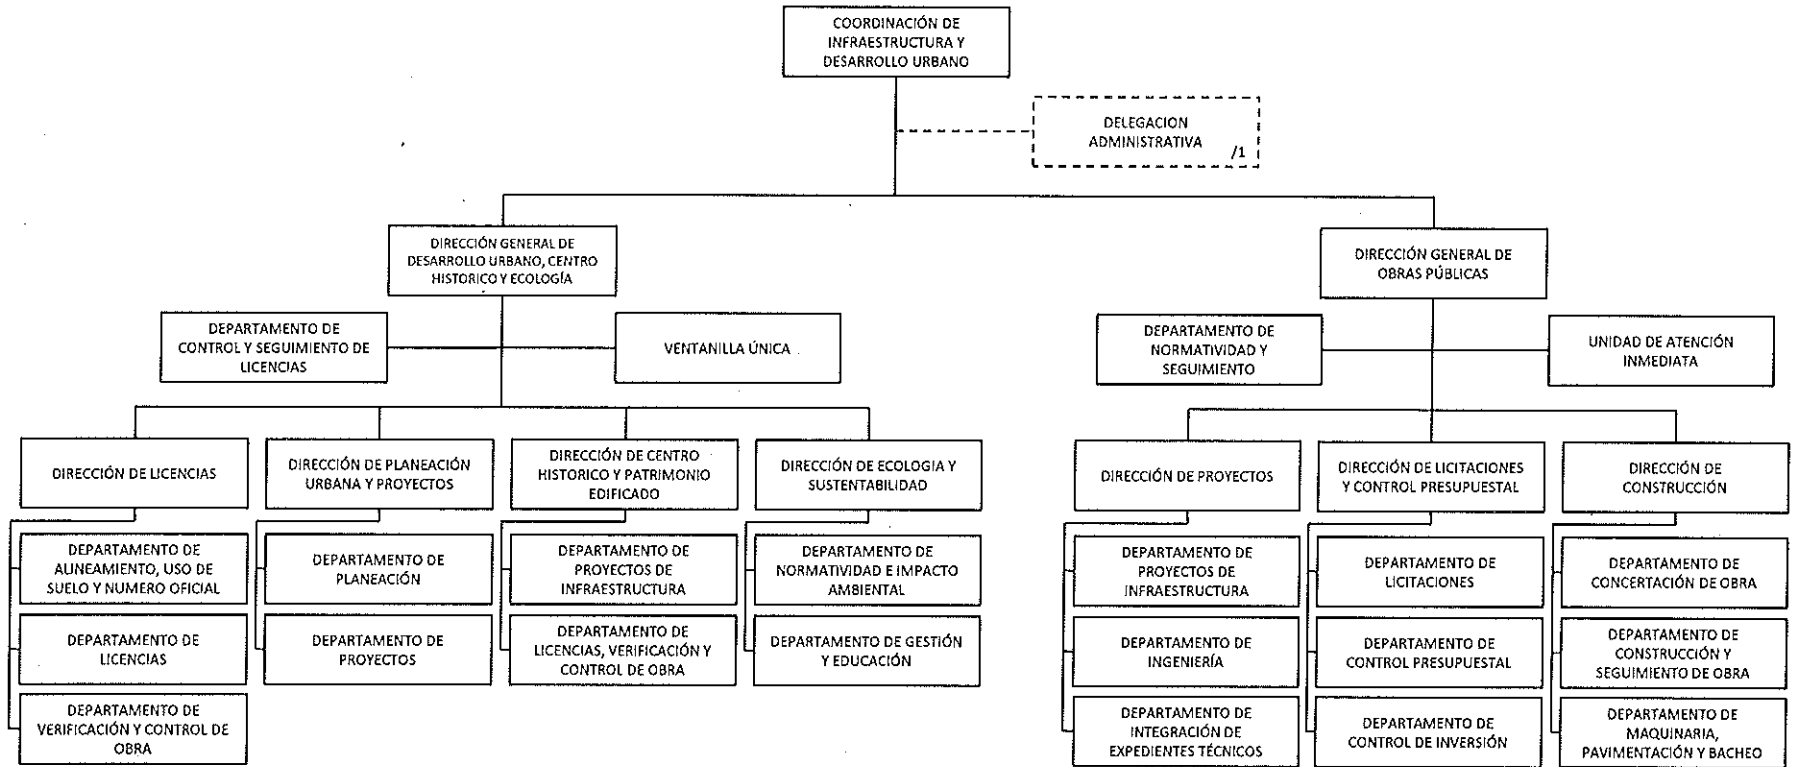 COORDINACIÓN DE
INFRAESTRUCTURA Y
DESARROLLO URBANO
DELEGACION
ADMINISTRATIVA
/1
DIRECCIÓN GENERAL DE
DESARROLLO URBANO, CENTRO
HISTORICO Y ECOLOGÍA
DIRECCIÓN GENERAL DE
OBRAS PÚBLICAS
DEPARTAMENTO DE
CONTROL Y SEGUIMIENTO DE
LICENCIAS
VENTANILLA ÚNICA
DEPARTAMENTO DE
NORMATIVIDAD Y
SEGUIMIENTO
UNIDAD DE ATENCIÓN
INMEDIATA
DIRECCIÓN DE LICENCIAS
DIRECCIÓN DE PLANEACIÓN
URBANA Y PROYECTOS
DIRECCIÓN DE CENTRO
HISTORICO Y PATRIMONIO
EDIFICADO
DIRECCIÓN DE ECOLOGIA Y
SUSTENTABILIDAD
DIRECCIÓN DE PROYECTOS
DIRECCIÓN DE LICITACIONES
Y CONTROL PRESUPUESTAL
DIRECCIÓN DE
CONSTRUCCIÓN
DEPARTAMENTO DE
ALINEAMIENTO, USO DE
SUELO Y NUMERO OFICIAL
DEPARTAMENTO DE
PLANEACIÓN
DEPARTAMENTO DE
PROYECTOS DE
INFRAESTRUCTURA
DEPARTAMENTO DE
NORMATIVIDAD E IMPACTO
AMBIENTAL
DEPARTAMENTO DE
PROYECTOS DE
INFRAESTRUCTURA
DEPARTAMENTO DE
LICITACIONES
DEPARTAMENTO DE
CONCERTACIÓN DE OBRA
DEPARTAMENTO DE
LICENCIAS
DEPARTAMENTO DE
PROYECTOS
DEPARTAMENTO DE
LICENCIAS, VERIFICACIÓN Y
CONTROL DE OBRA
DEPARTAMENTO DE GESTIÓN
Y EDUCACIÓN
DEPARTAMENTO DE
INGENIERÍA
DEPARTAMENTO DE
CONTROL PRESUPUESTAL
DEPARTAMENTO DE
CONSTRUCCIÓN Y
SEGUIMIENTO DE OBRA
DEPARTAMENTO DE
VERIFICACIÓN Y CONTROL DE
OBRA
DEPARTAMENTO DE
INTEGRACIÓN DE
EXPEDIENTES TÉCNICOS
DEPARTAMENTO DE
CONTROL DE INVERSIÓN
DEPARTAMENTO DE
MAQUINARIA,
PAVIMENTACIÓN Y BACHEO